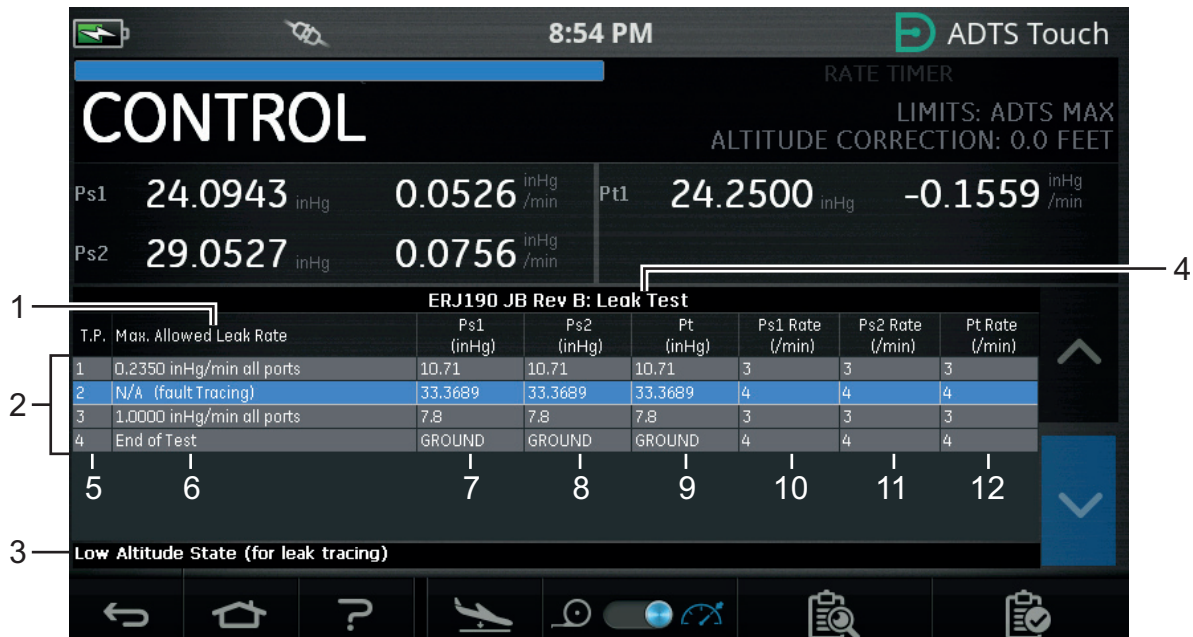 8:54 PM ADTS Touch
RATE TIMER
CONTROL
LIMITS: ADTS MAX
ALTITUDE CORRECTION: 0.0 FEET
Ps1 24.0943 inHg 0.0526 inHg/min Pt1 24.2500 inHg -0.1559 inHg/min
Ps2 29.0527 inHg 0.0756 inHg/min
4
1
ERJ190 JB Rev B: Leak Test
T.P. Max. Allowed Leak Rate Ps1 (inHg) Ps2 (inHg) Pt (inHg) Ps1 Rate (/min) Ps2 Rate (/min) Pt Rate (/min)
1 0.2350 inHg/min all ports 10.71 10.71 10.71 3 3 3
2 N/A (fault Tracing) 33.3689 33.3689 33.3689 4 4 4
2
3 1.0000 inHg/min all ports 7.8 7.8 7.8 3 3 3
4 End of Test GROUND GROUND GROUND 4 4 4
5 6 7 8 9 10 11 12
3
Low Altitude State (for leak tracing)
?